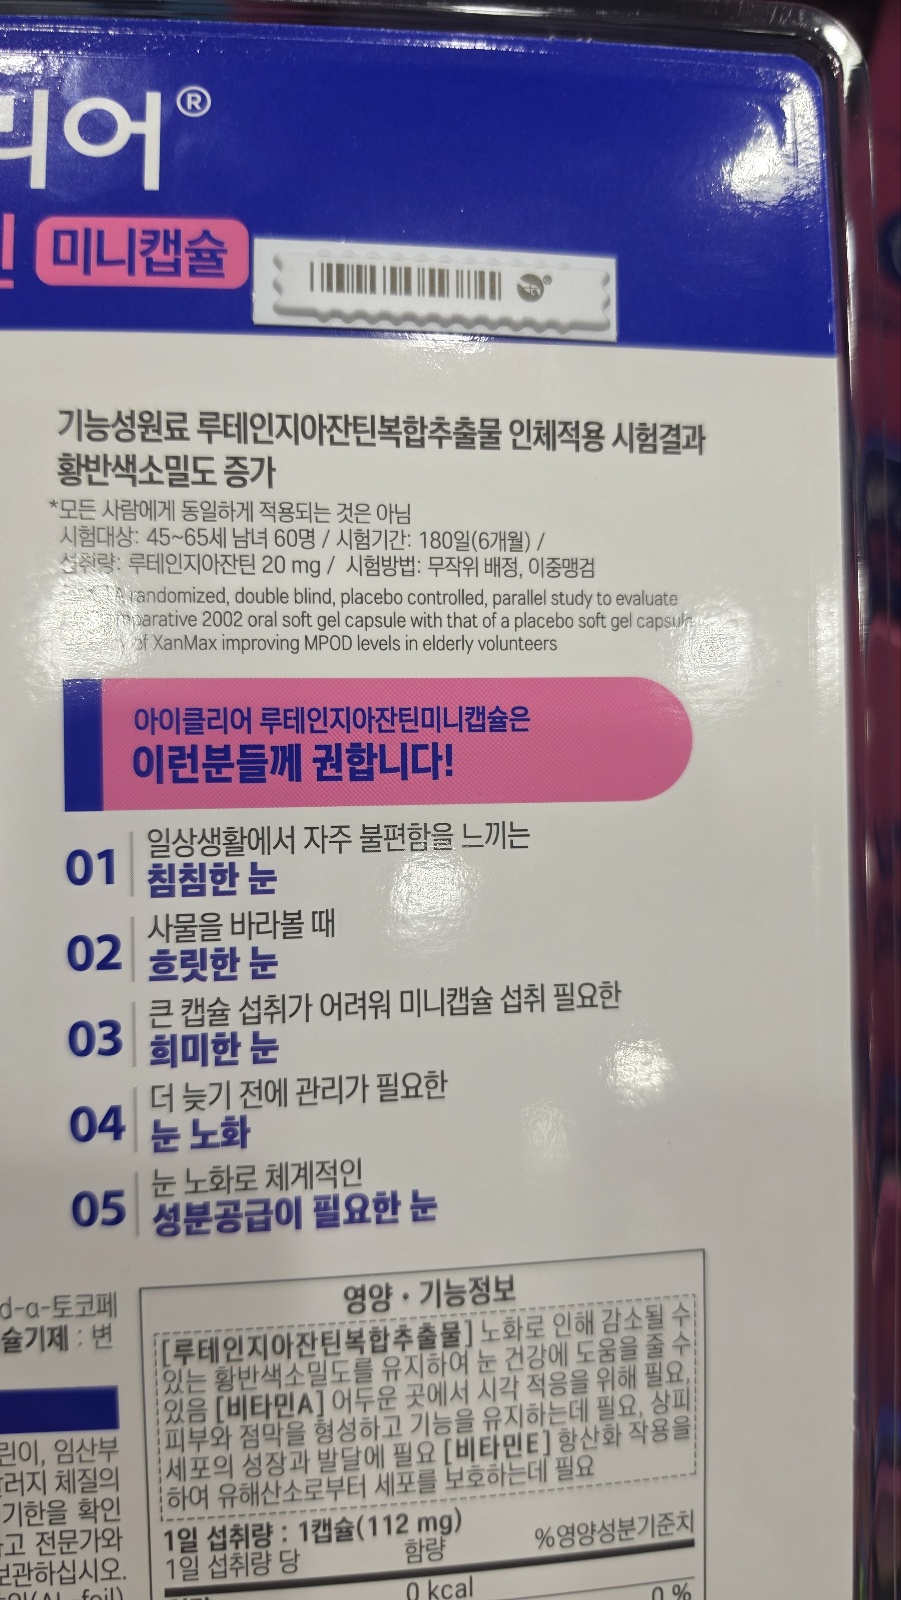 리어®
미니캡슐
기능성원료 루테인지아잔틴복합추출물 인체적용 시험결과
황반색소밀도 증가
*모든 사람에게 동일하게 적용되는 것은 아님
시험대상: 45~65세 남녀 60명 / 시험기간: 180일(6개월) /
섭취량: 루테인지아잔틴 20 mg / 시험방법: 무작위 배정, 이중맹검
A randomized, double blind, placebo controlled, parallel study to evaluate
2002 oral soft gel capsule with that of a placebo soft gel capsule
of XanMax improving MPOD levels in elderly volunteers
아이클리어 루테인지아잔틴미니캡슐은
이런분들께 권합니다!
01 일상생활에서 자주 불편함을 느끼는
침침한 눈
02 사물을 바라볼 때
흐릿한 눈
03 큰 캡슐 섭취가 어려워 미니캡슐 섭취 필요한
희미한 눈
04 더 늦기 전에 관리가 필요한
눈 노화
05 눈 노화로 체계적인
성분공급이 필요한 눈
d-α-토코페
슐기제 : 변
린이, 임산부
러지 체질의
기한을 확인
고 전문가와
보관하십시오.
foil)
영양 • 기능정보
[루테인지아잔틴복합추출물] 노화로 인해 감소될 수
있는 황반색소밀도를 유지하여 눈 건강에 도움을 줄 수
있음 [비타민A] 어두운 곳에서 시각 적응을 위해 필요,
피부와 점막을 형성하고 기능을 유지하는데 필요, 상피
세포의 성장과 발달에 필요 [비타민E] 항산화 작용을
하여 유해산소로부터 세포를 보호하는데 필요
1일 섭취량 : 1캡슐(112 mg)
1일 섭취량 당 함량 %영양성분기준치
0 kcal 0 %